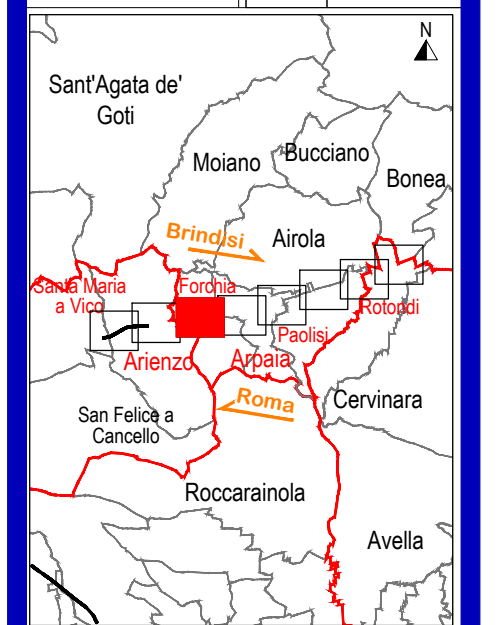 N
Sant'Agata de'
Goti
Bucciano
Moiano
Bonea
Brindisi
Airola
Santa Maria
a Vico
Forchia
Rotondi
Paolisi
Arienzo
Arpaia
Roma
Cervinara
San Felice a
Cancello
Roccarainola
Avella